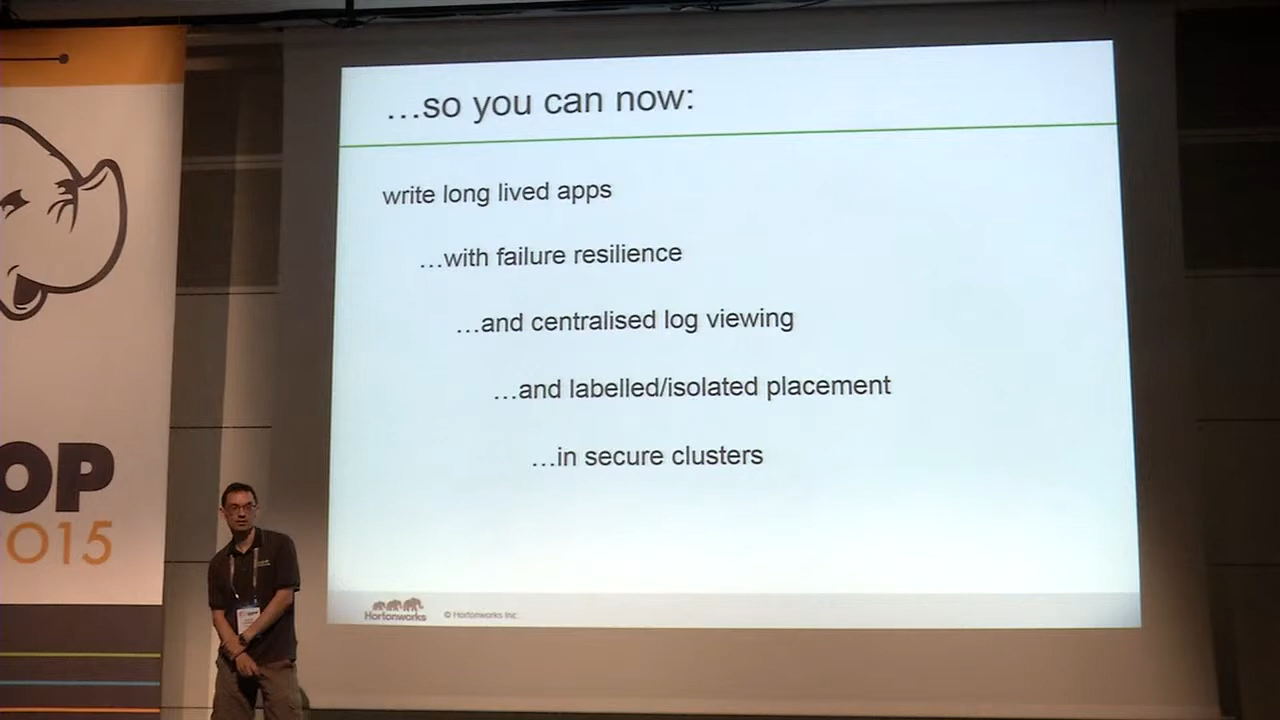 …so you can now:
write long lived apps
…with failure resilience
…and centralised log viewing
…and labelled/isolated placement
…in secure clusters
Hortonworks © Hortonworks Inc.
OP
015